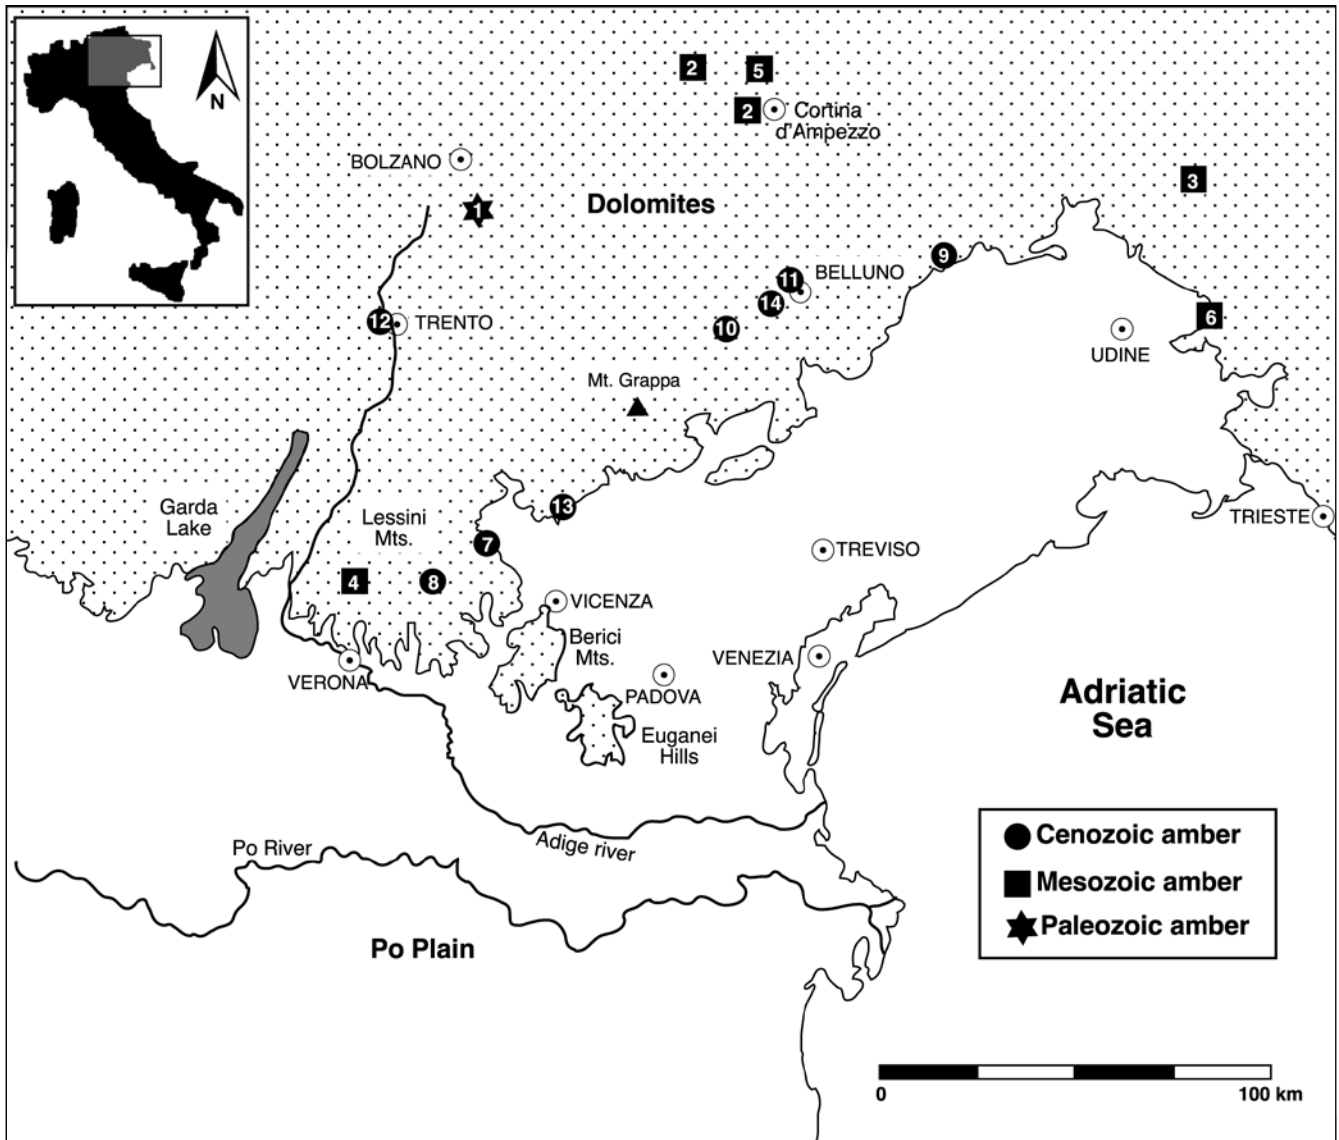 N
2
5
2
Cortina
d'Ampezzo
BOLZANO
3
1
Dolomites
9
11
BELLUNO
14
12
TRENTO
10
6
UDINE
Mt. Grappa
Garda
Lake
Lessini
Mts.
13
7
TRIESTE
TREVISO
4
8
VICENZA
Berici
Mts.
VENEZIA
VERONA
PADOVA
Adriatic
Sea
Euganei
Hills
Po River
Adige river
Po Plain
Cenozoic amber
Mesozoic amber
Paleozoic amber
0
100 km